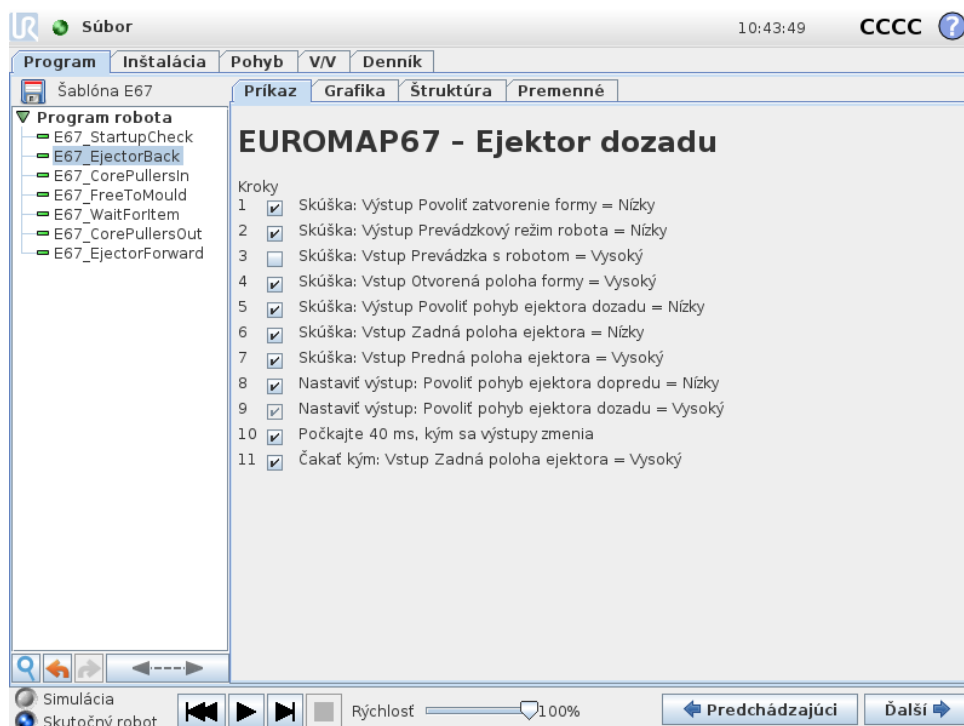 UR Súbor 10:43:49 CCCC ?
Program Inštalácia Pohyb V/V Denník
Šablóna E67 Príkaz Grafika Štruktúra Premenné
Program robota
E67_StartupCheck
E67_EjectorBack
E67_CorePullersIn
E67_FreeToMould
E67_WaitForItem
E67_CorePullersOut
E67_EjectorForward
EUROMAP67 - Ejektor dozadu
Kroky
1 Skúška: Výstup Povoliť zatvorenie formy = Nízky
2 Skúška: Výstup Prevádzkový režim robota = Nízky
3 Skúška: Vstup Prevádzka s robotom = Vysoký
4 Skúška: Vstup Otvorená poloha formy = Vysoký
5 Skúška: Výstup Povoliť pohyb ejektora dozadu = Nízky
6 Skúška: Vstup Zadná poloha ejektora = Nízky
7 Skúška: Vstup Predná poloha ejektora = Vysoký
8 Nastaviť výstup: Povoliť pohyb ejektora dopredu = Nízky
9 Nastaviť výstup: Povoliť pohyb ejektora dozadu = Vysoký
10 Počkajte 40 ms, kým sa výstupy zmenia
11 Čakať kým: Vstup Zadná poloha ejektora = Vysoký
Simulácia
Skutočný robot
Rýchlosť 100%
Predchádzajúci Ďalší